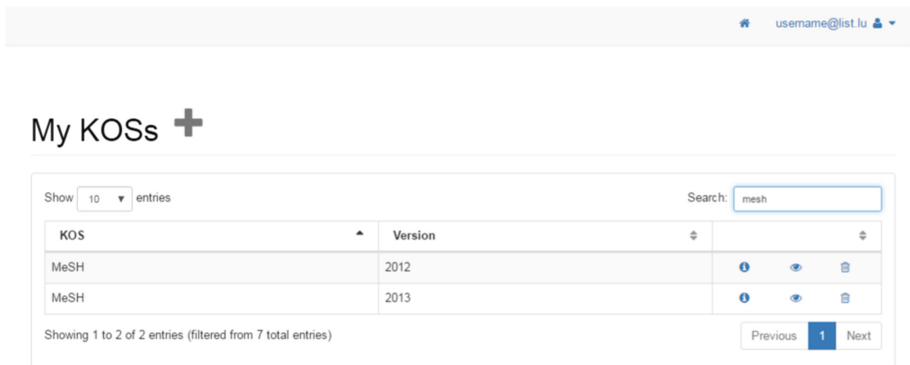 username@list.lu
My KOSs
Show 10 entries Search: mesh
KOS Version
MeSH 2012
MeSH 2013
Showing 1 to 2 of 2 entries (filtered from 7 total entries) Previous 1 Next